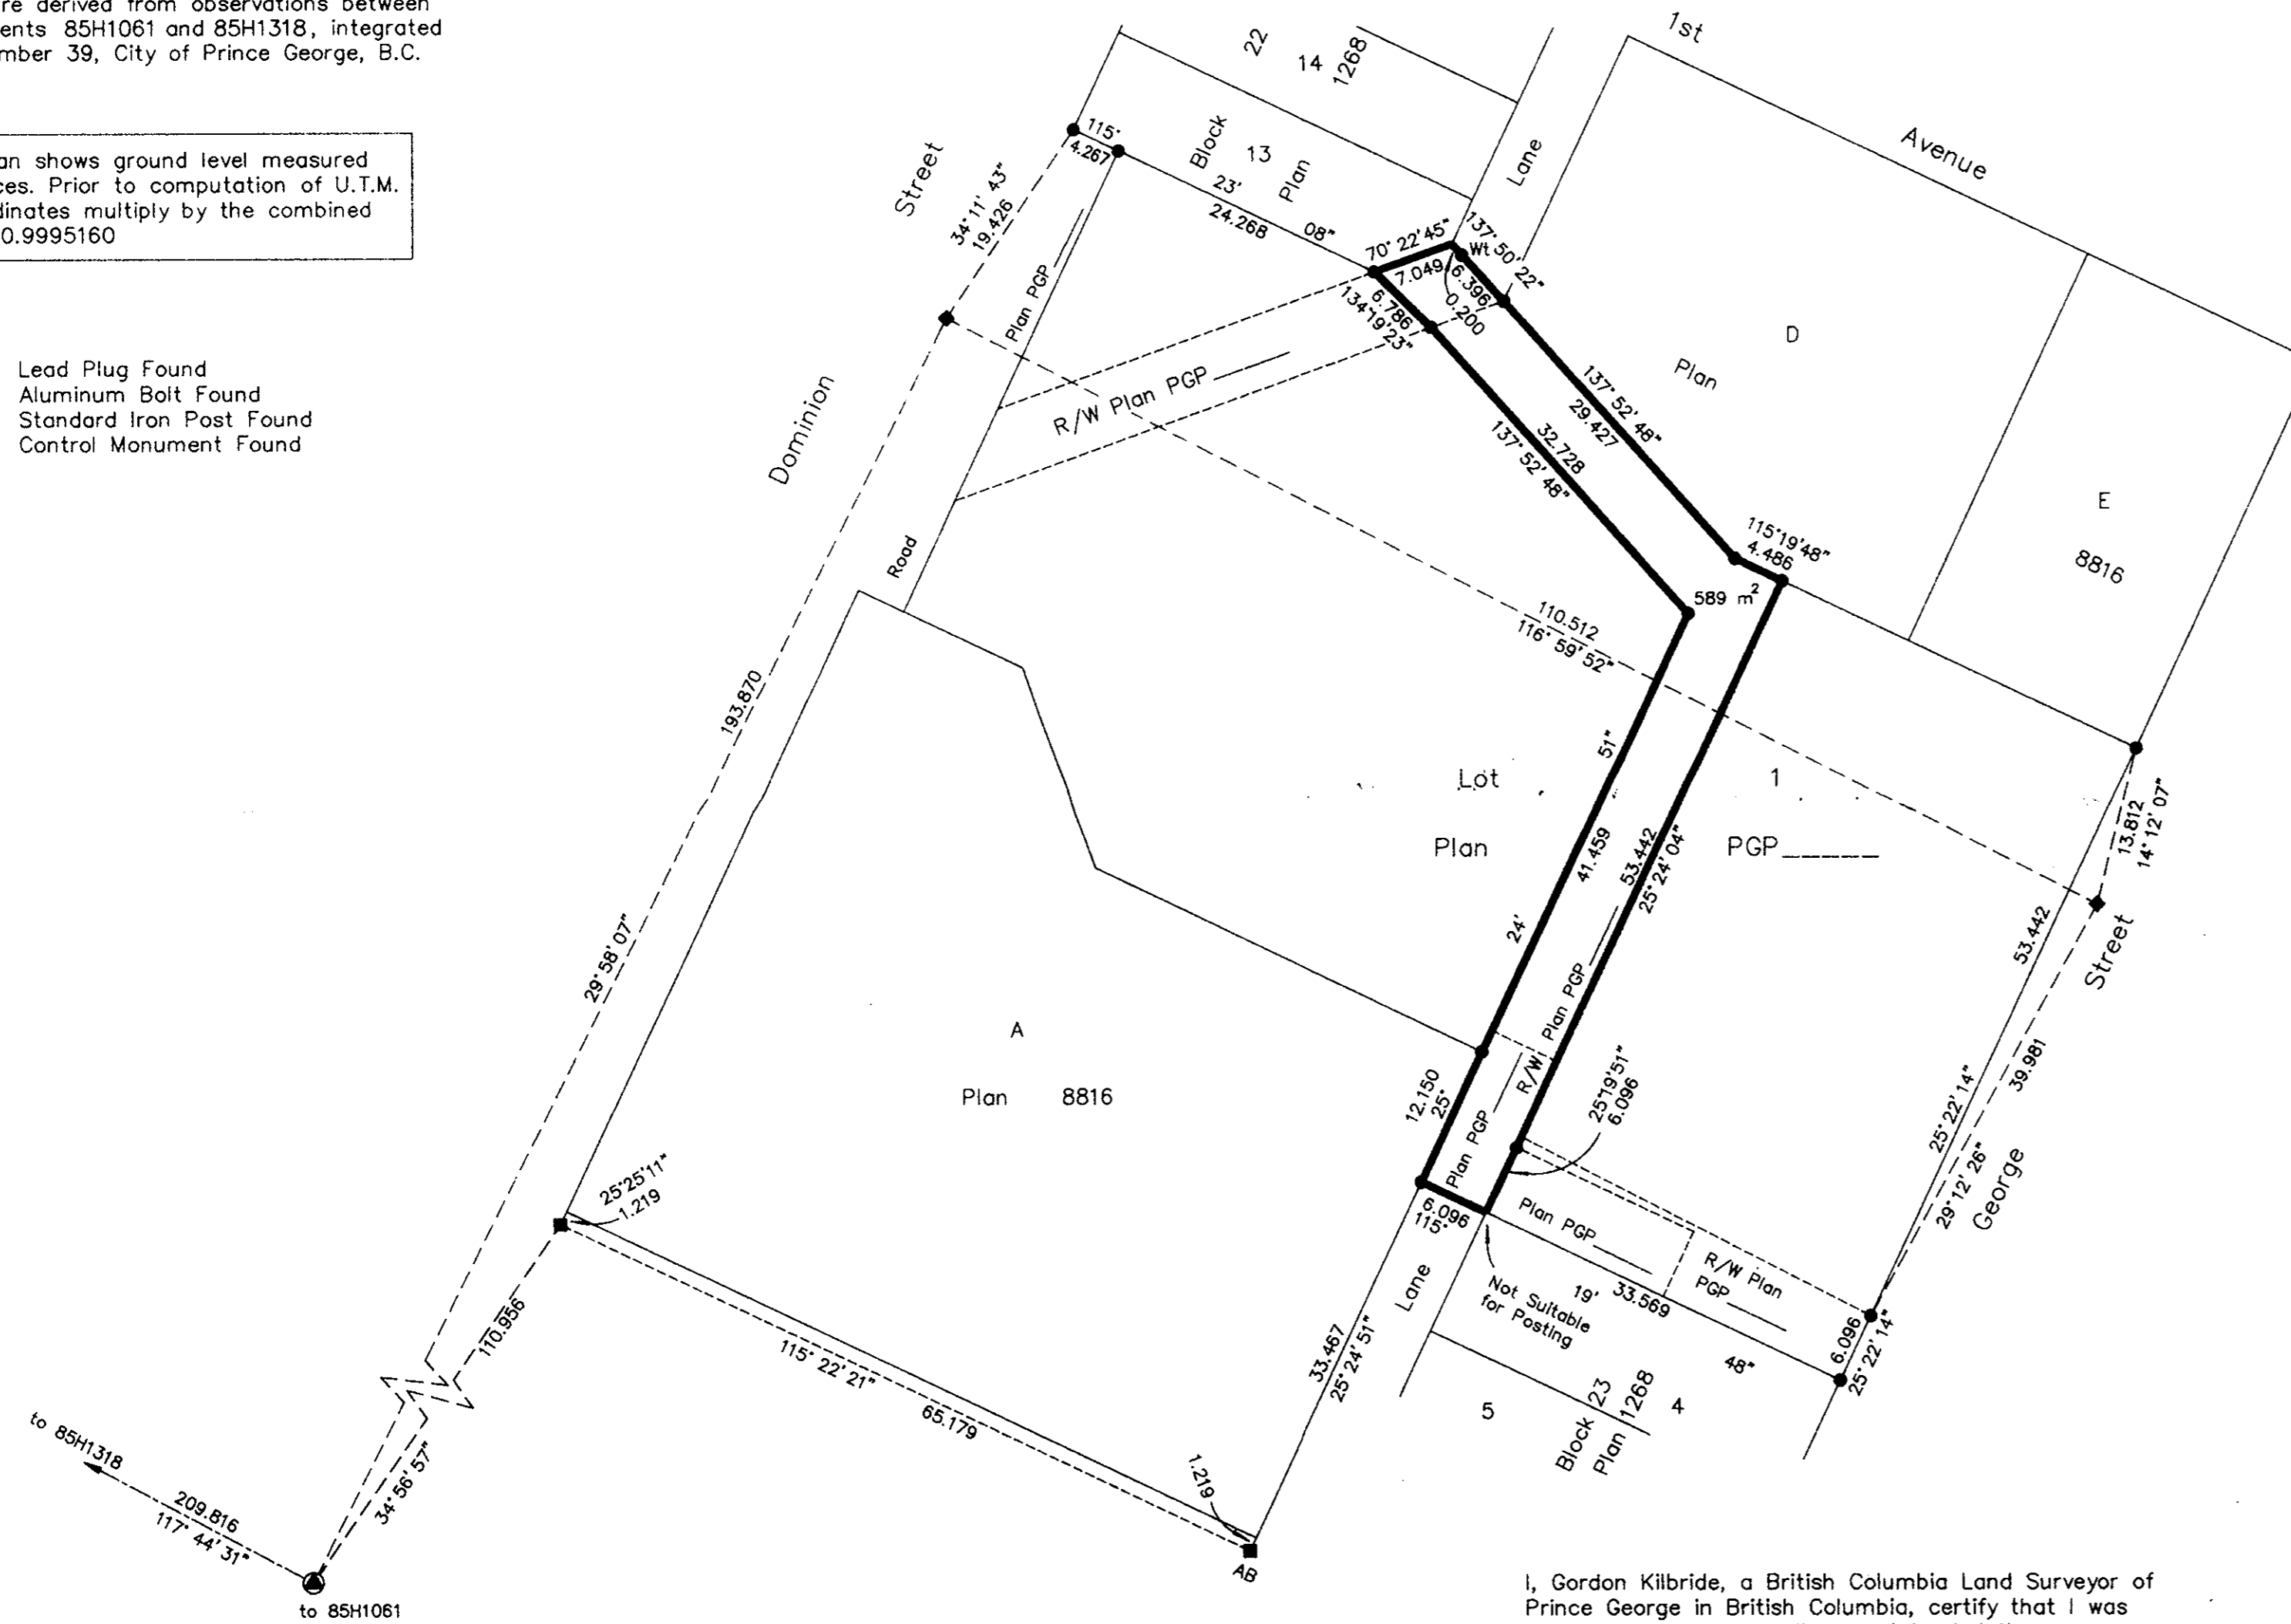 re derived from observations between
ents 85H1061 and 85H1318, integrated
mber 39, City of Prince George, B.C.
an shows ground level measured
ces. Prior to computation of U.T.M.
dinates multiply by the combined
0.9995160
Lead Plug Found
Aluminum Bolt Found
Standard Iron Post Found
Control Monument Found
1st
Avenue
22
14
1268
Block
13
Plan
Lane
Street
115°
4.267
23'
24.268
08"
34° 11' 43"
19.426
Plan PGP
70° 22' 45"
7.049
137° 50' 22"
Wt
6.396
0.200
6.786
134°19'23"
D
Plan
R/W Plan PGP
137° 52' 48"
29.427
32.728
137° 52' 48"
Dominion
Road
115°19'48"
4.486
E
8816
589 m²
110.512
116° 59' 52"
193.870
51"
Lot
1
Plan
PGP_____
13.812
14° 12' 07"
41.459
53.442
25° 24' 04"
24'
53.442
Street
29° 58' 07"
A
Plan 8816
R/W Plan PGP
Plan PGP
25°19'51"
6.096
39.981
25° 22' 14"
29° 12' 26"
George
12.150
25°
25°25'11"
1.219
6.096
115°
Plan PGP
R/W Plan
PGP
Lane
Not Suitable
for Posting
19'
33.569
48"
6.096
25° 22' 14"
110.956
115° 22' 21"
65.179
33.467
25° 24' 51"
5
Block 23
Plan 1268
4
to 85H1318
209.816
117° 44' 31"
34° 56' 57"
1.219
AB
to 85H1061
I, Gordon Kilbride, a British Columbia Land Surveyor of
Prince George in British Columbia, certify that I was